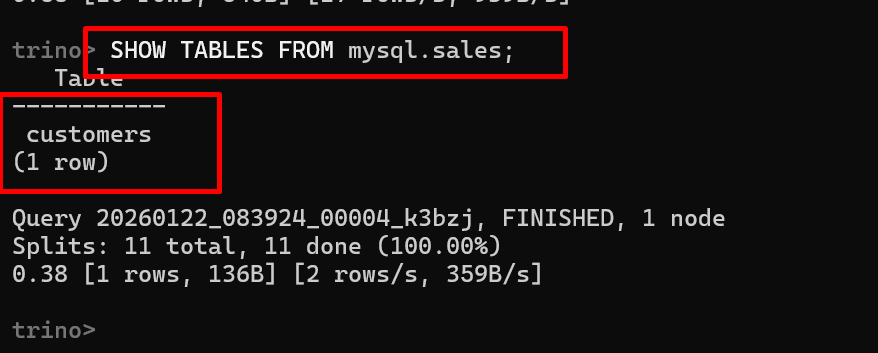 trino> SHOW TABLES FROM mysql.sales;
Table
-----------
customers
(1 row)
Query 20260122_083924_00004_k3bzj, FINISHED, 1 node
Splits: 11 total, 11 done (100.00%)
0.38 [1 rows, 136B] [2 rows/s, 359B/s]
trino>